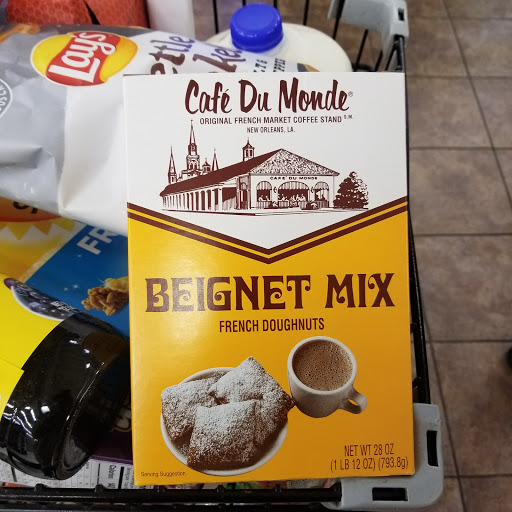 Lay's
Café Du Monde®
ORIGINAL FRENCH MARKET COFFEE STAND S.M.
NEW ORLEANS, LA.
CAFE DU MONDE
BEIGNET MIX
FRENCH DOUGHNUTS
NET WT 28 OZ
(1 LB 12 OZ) (793.8g)
Serving Suggestion